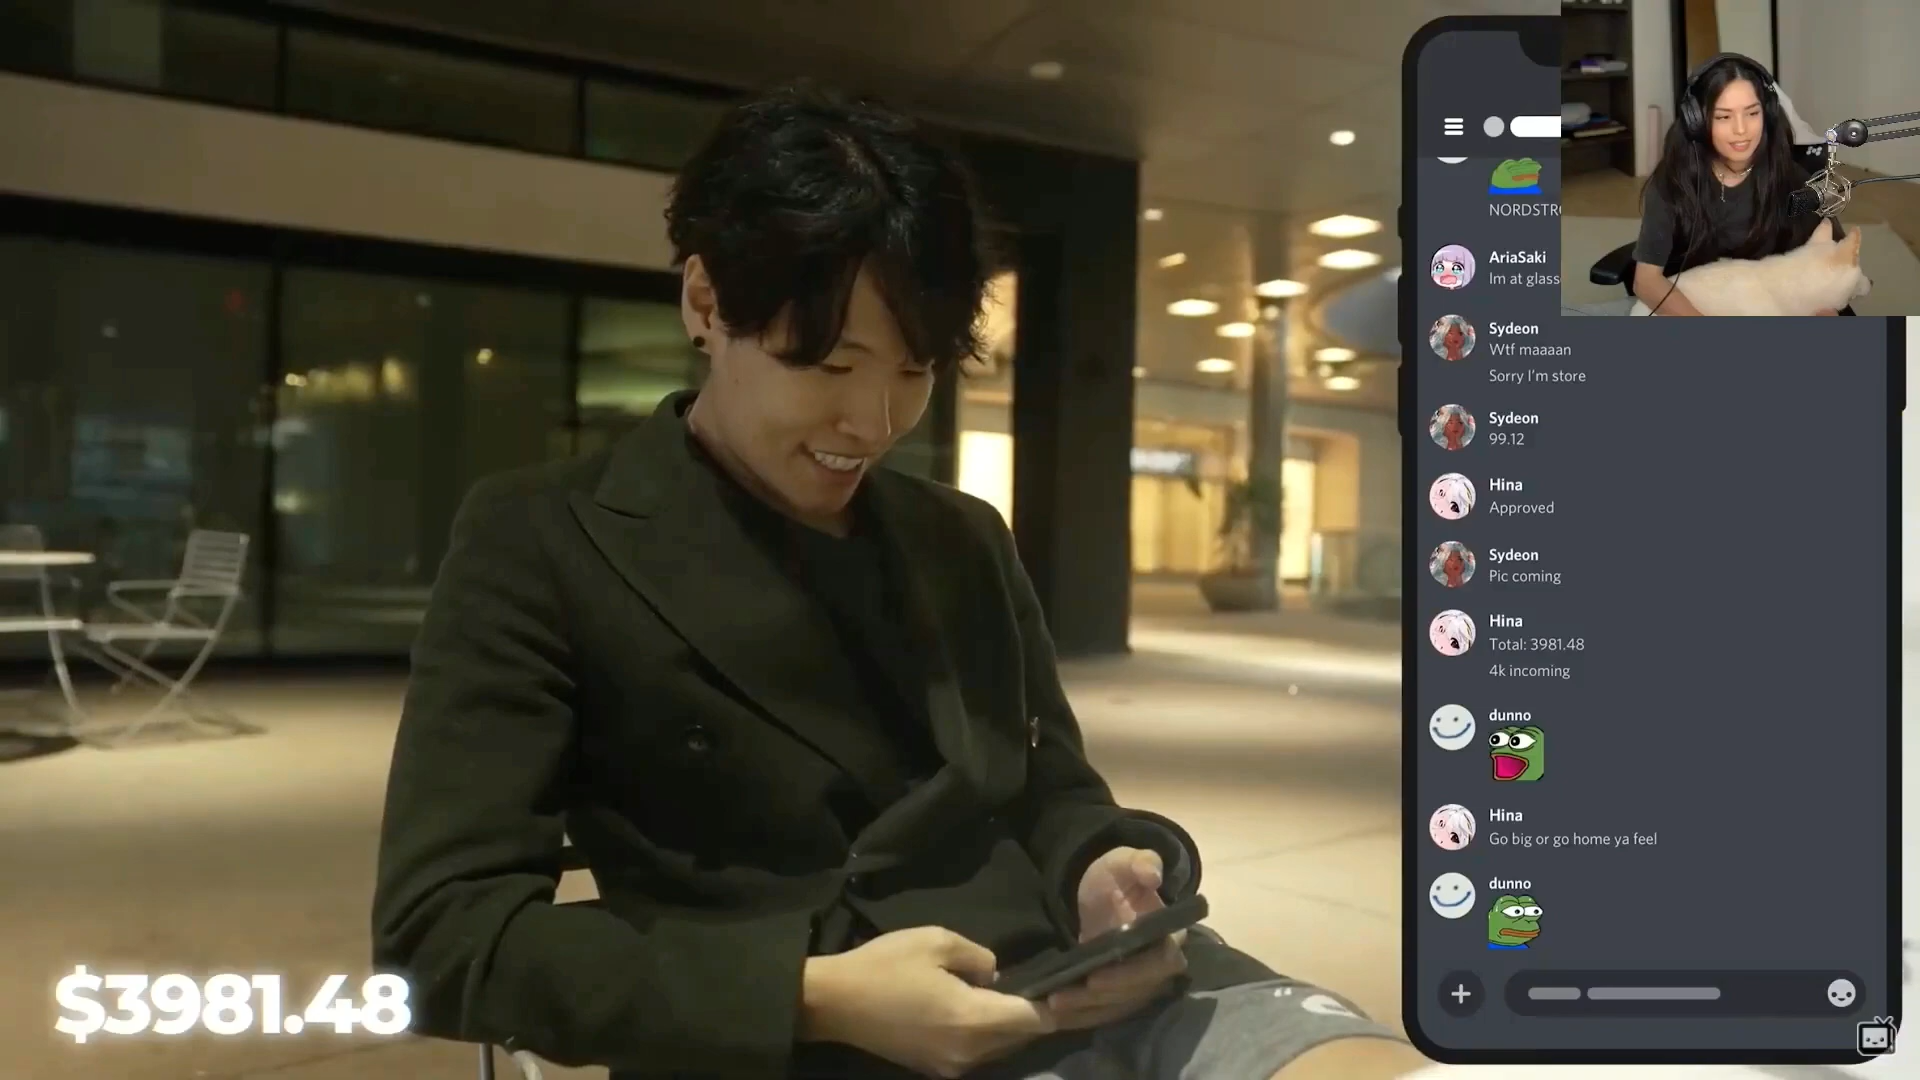 NORDSTR
AriaSaki
Im at glass
Sydeon
Wtf maaaan
Sorry I'm store
Sydeon
99.12
Hina
Approved
Sydeon
Pic coming
Hina
Total: 3981.48
4k incoming
dunno
Hina
Go big or go home ya feel
dunno
$3981.48